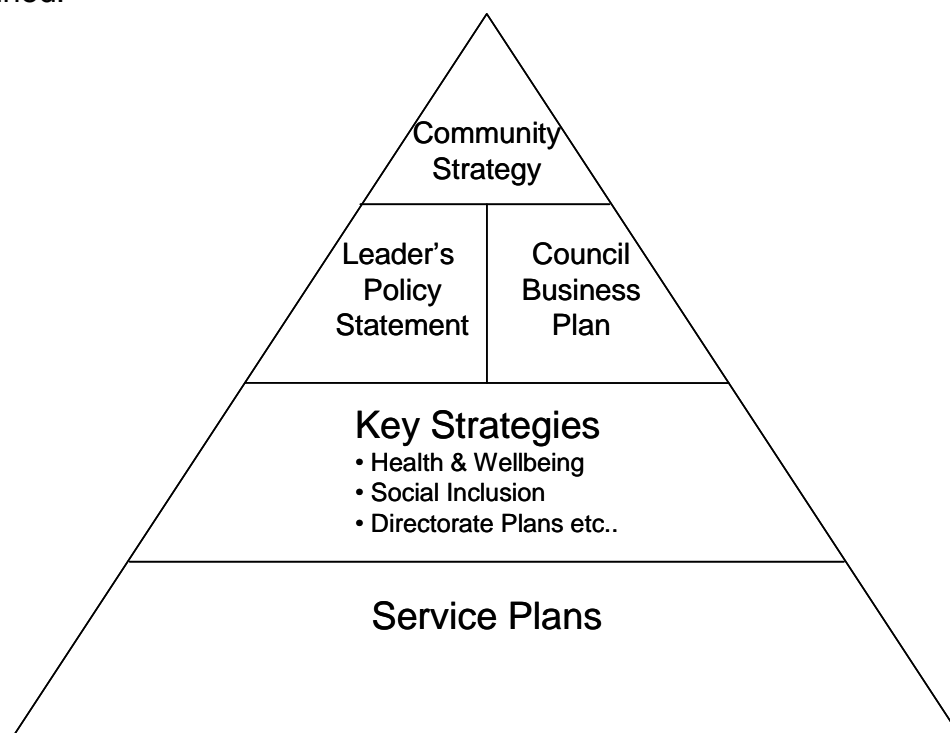 Community
Strategy
Leader’s
Policy
Statement
Council
Business
Plan
Key Strategies
• Health & Wellbeing
• Social Inclusion
• Directorate Plans etc..
Service Plans